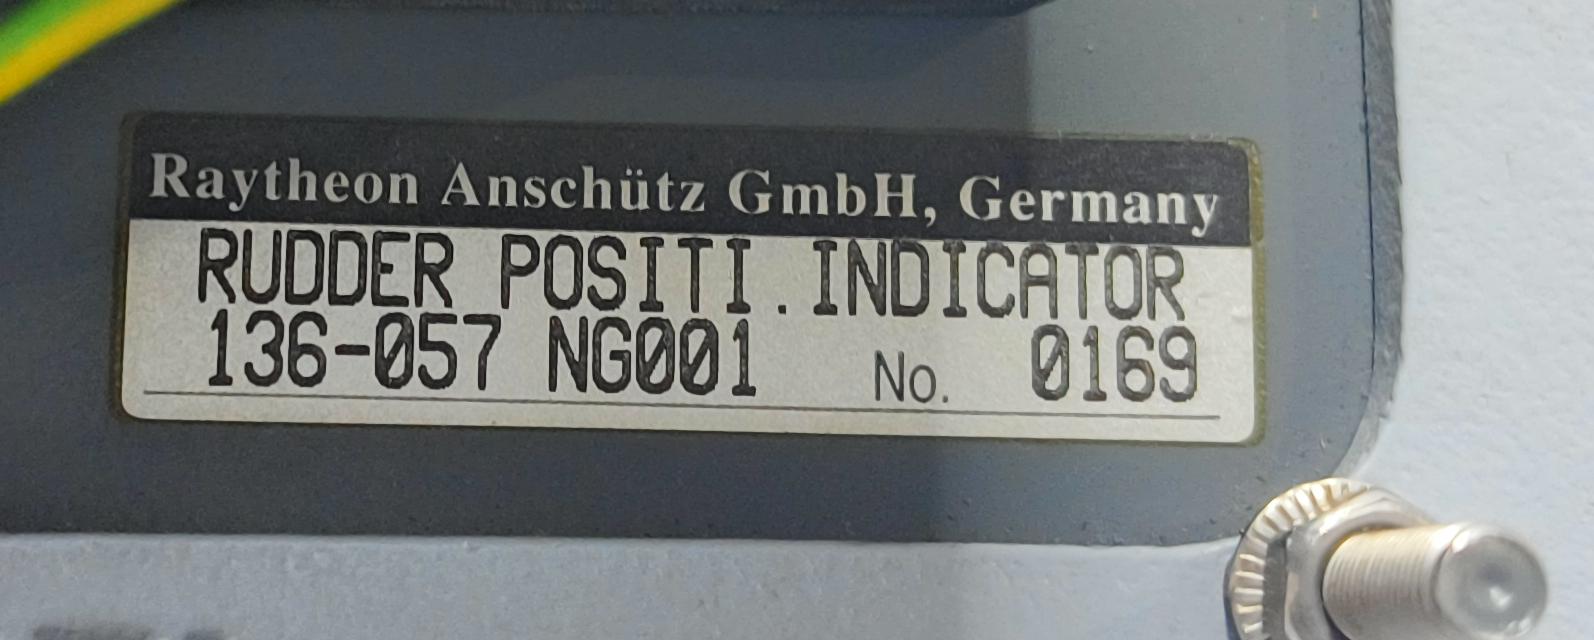 Raytheon Anschütz GmbH, Germany
RUDDER POSITI.INDICATOR
136-057 NG001 No. 0169